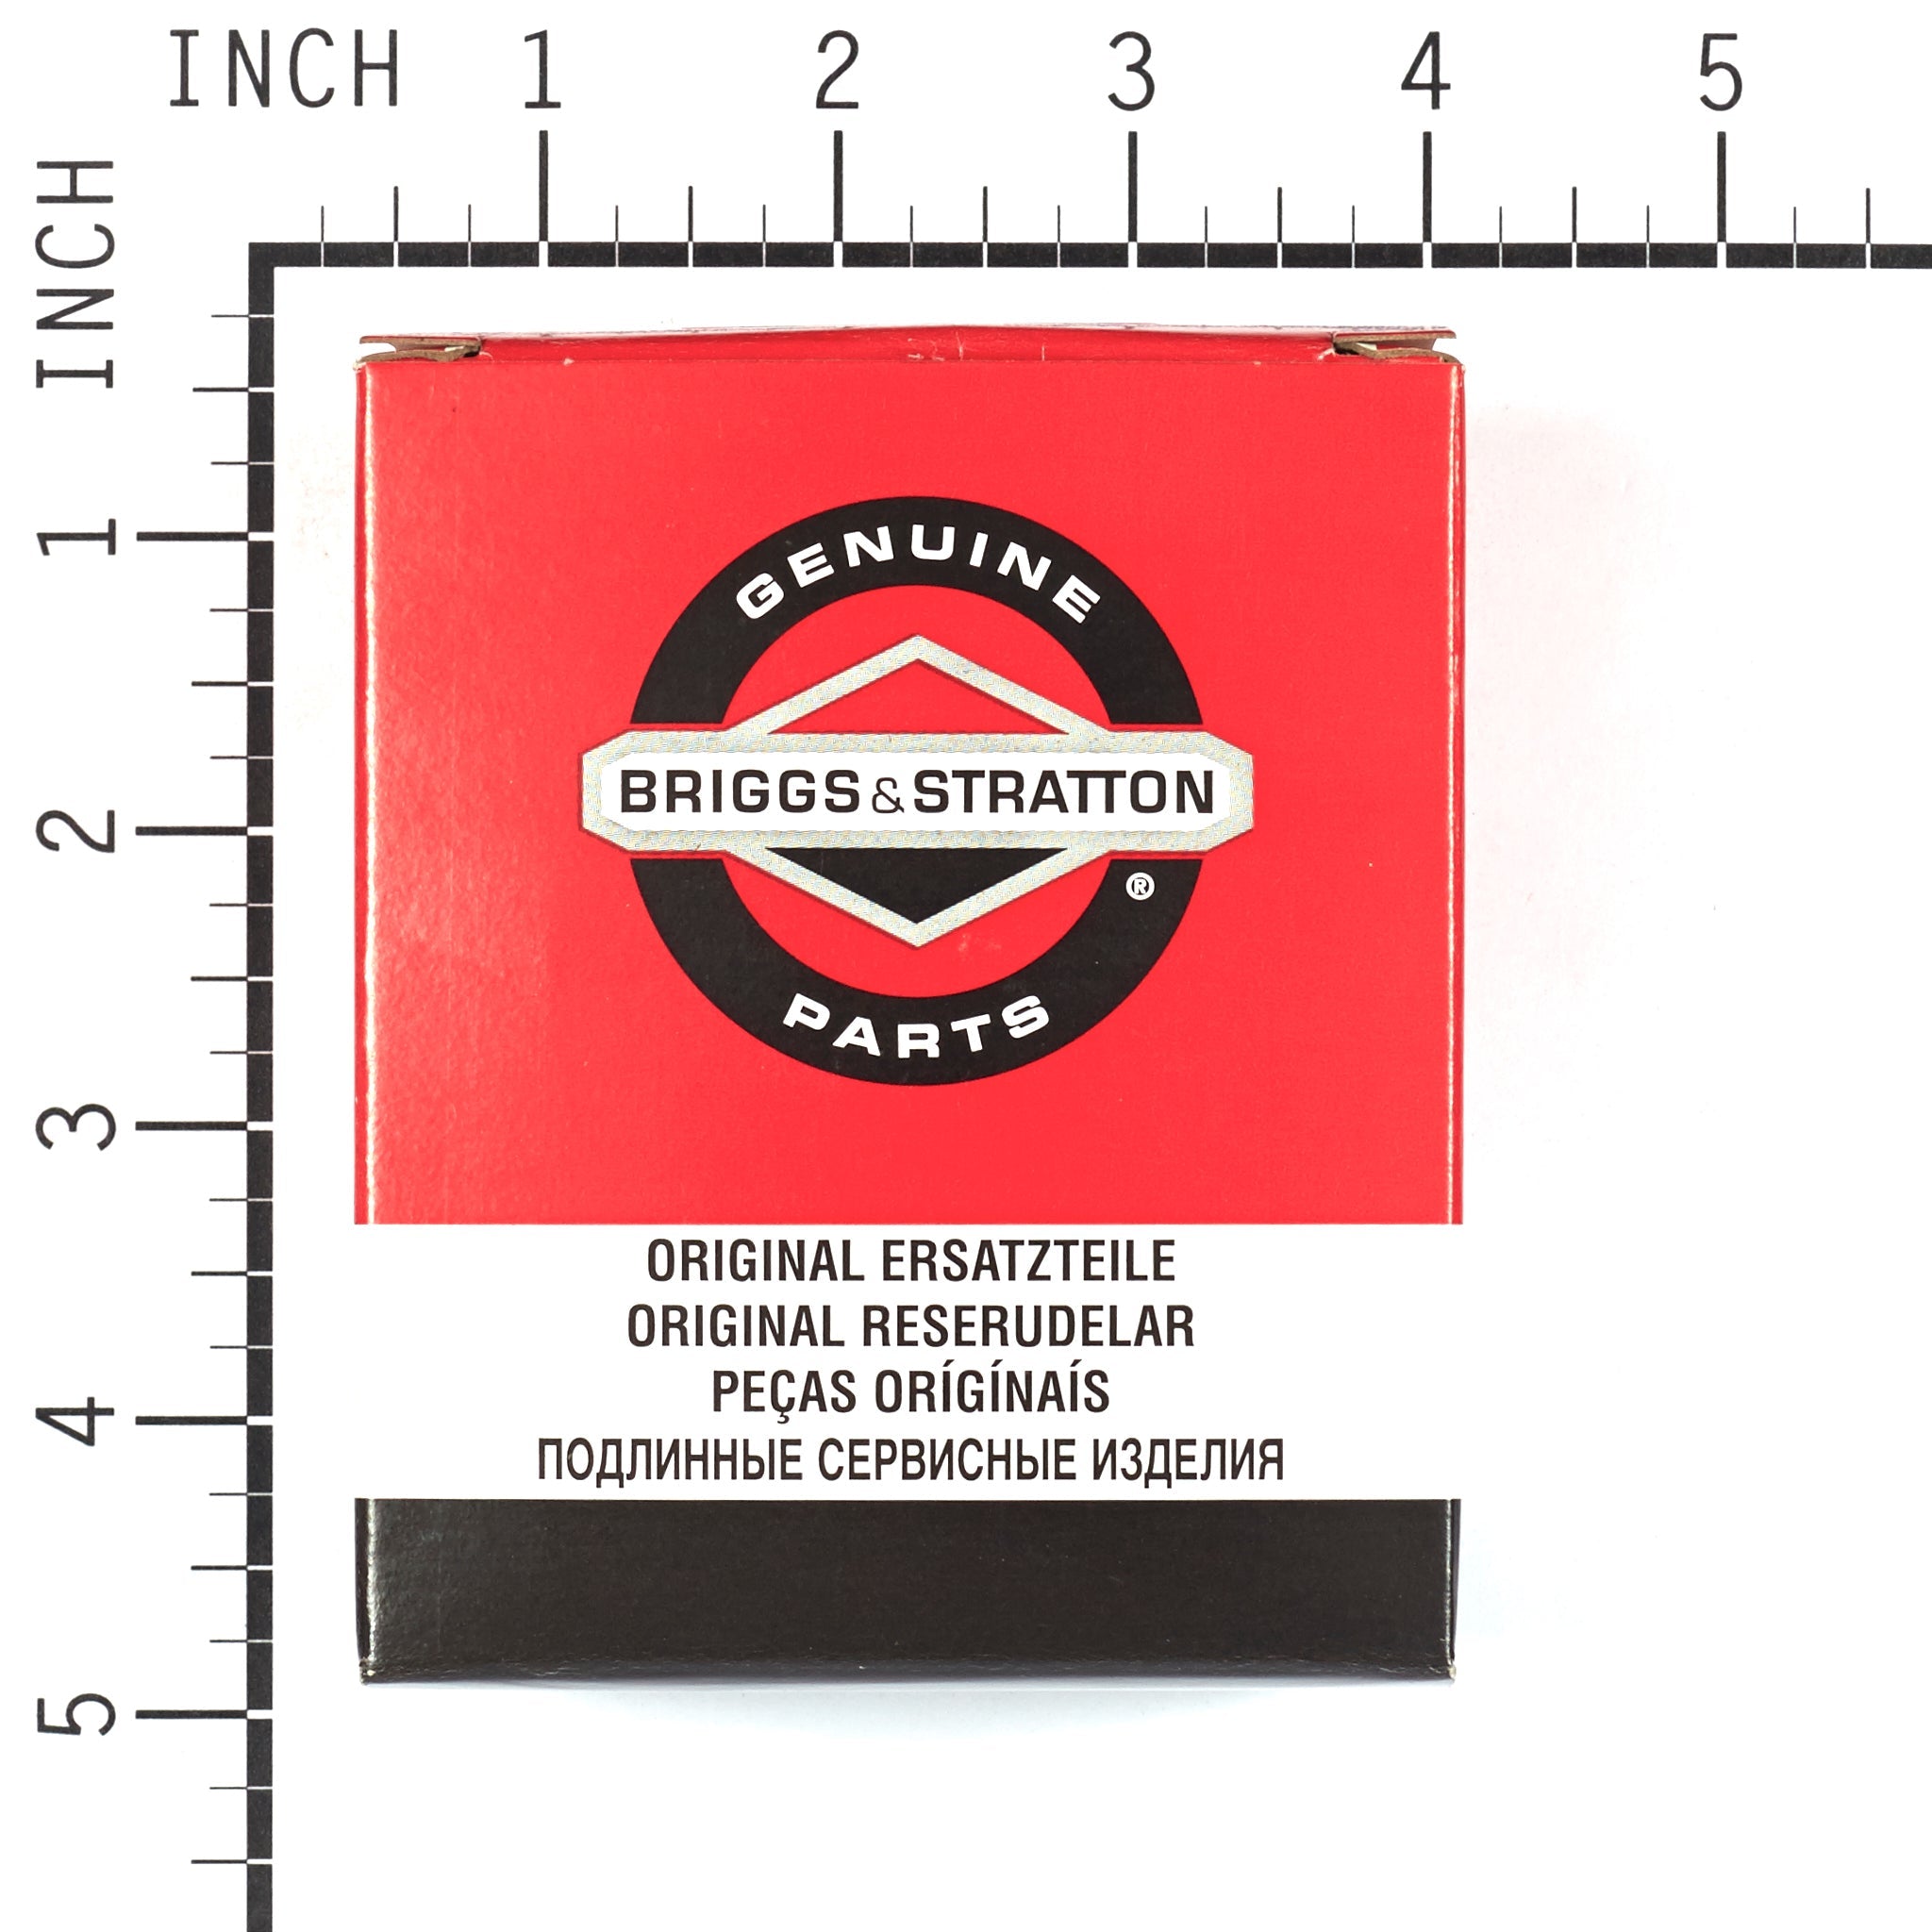 INCH 1 2 3 4 5
INCH 1 2 3 4 5
GENUINE
BRIGGS & STRATTON
®
PARTS
ORIGINAL ERSATZTEILE
ORIGINAL RESERUDELAR
PEÇAS ORÍGÍNAÍS
ПОДЛИННЫЕ СЕРВИСНЫЕ ИЗДЕЛИЯ